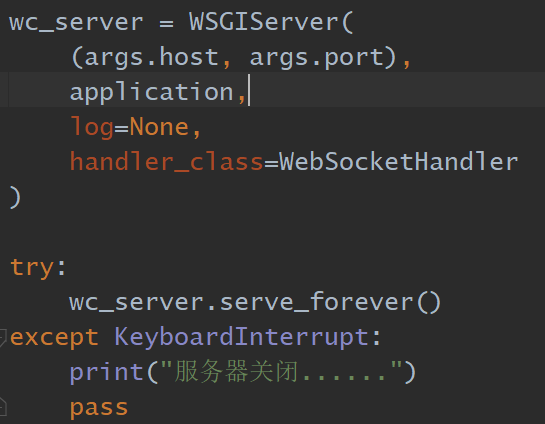 wc_server = WSGIServer(
    (args.host, args.port),
    application,
    log=None,
    handler_class=WebSocketHandler
)

try:
    wc_server.serve_forever()
except KeyboardInterrupt:
    print("服务器关闭......")
    pass